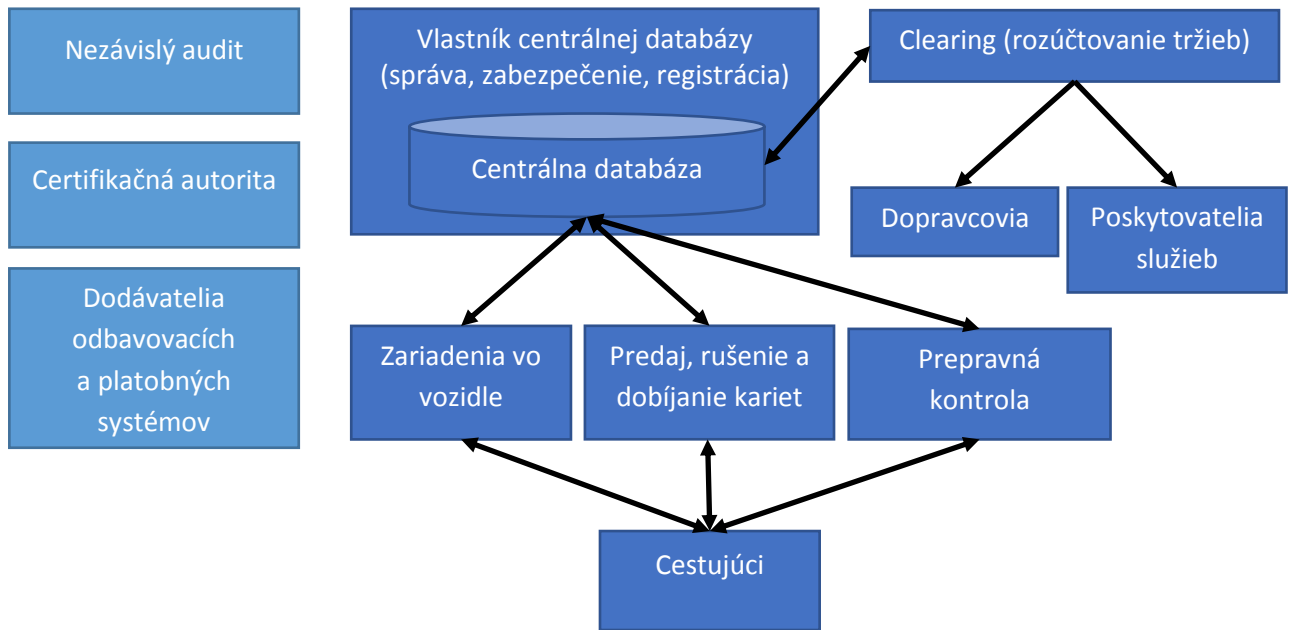 Nezávislý audit
Certifikačná autorita
Dodávatelia
odbavovacích
a platobných
systémov
Vlastník centrálnej databázy
(správa, zabezpečenie, registrácia)
Centrálna databáza
Clearing (rozúčtovanie tržieb)
Dopravcovia
Poskytovatelia
služieb
Zariadenia vo
vozidle
Predaj, rušenie a
dobíjanie kariet
Prepravná
kontrola
Cestujúci